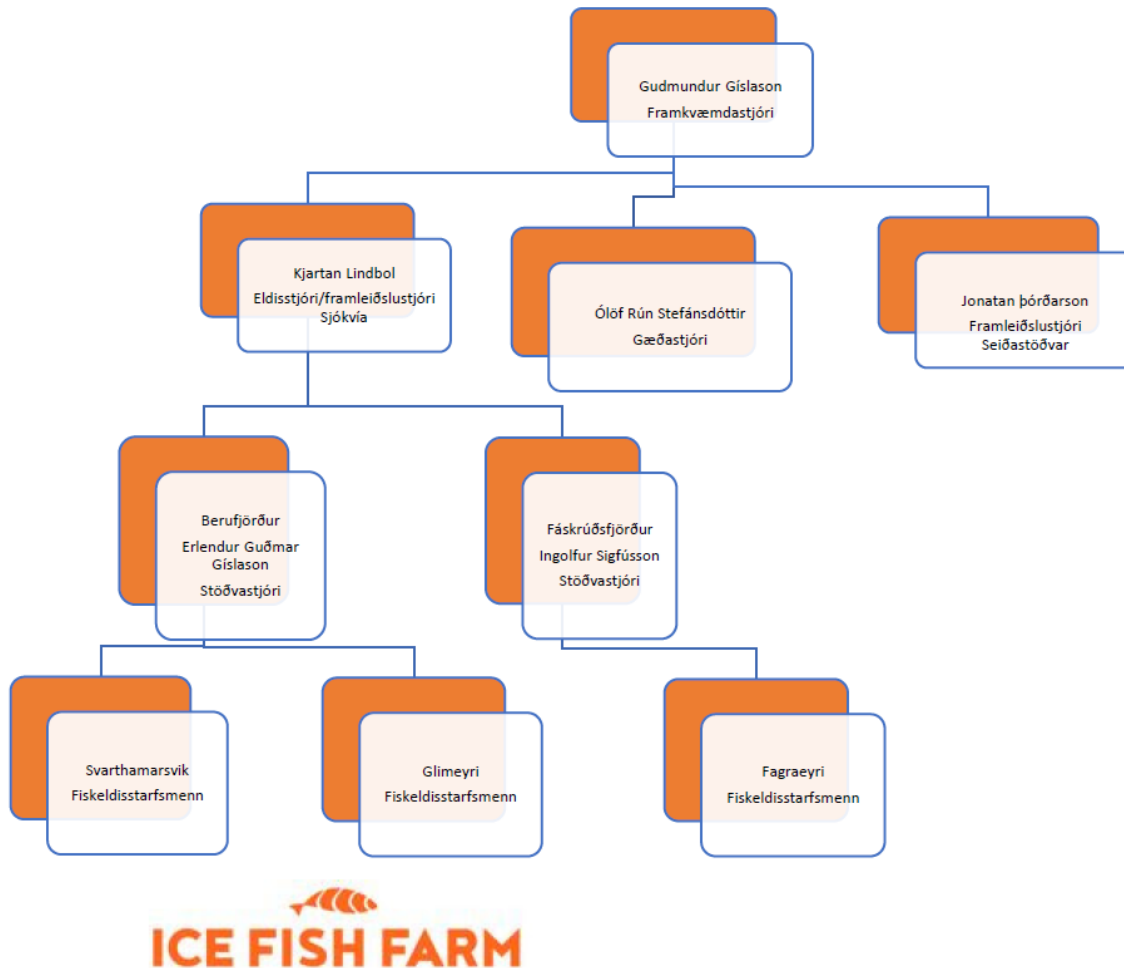 Gudmundur Gíslason
Framkvæmdastjóri
Kjartan Lindbol
Eldisstjóri/framleiðslustjóri
Sjókvía
Ólöf Rún Stefánsdóttir
Gæðastjóri
Jonatan þórðarson
Framleiðslustjóri
Seiðastöðvar
Berufjörður
Erlendur Guðmar
Gíslason
Stöðvastjóri
Fáskrúðsfjörður
Ingolfur Sigfússon
Stöðvastjóri
Svarthamarsvik
Fiskeldisstarfsmenn
Glimeyri
Fiskeldisstarfsmenn
Fagraeyri
Fiskeldisstarfsmenn
ICE FISH FARM